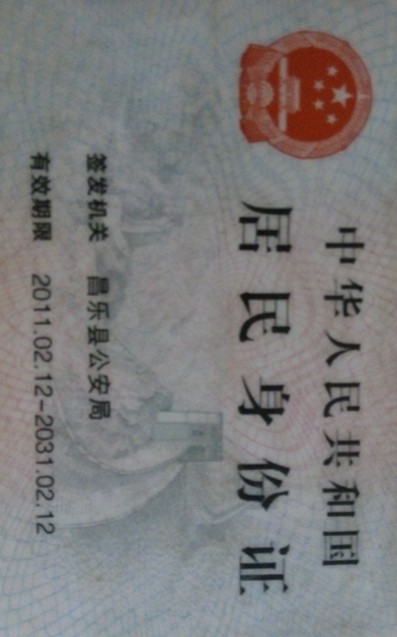 中华人民共和国
居民身份证
签发机关 昌乐县公安局
有效期限 2011.02.12-2031.02.12